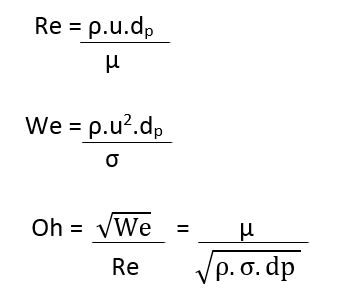 Re = ρ.u.dₚ
μ
We = ρ.u².dₚ
σ
Oh = √We = μ
Re √ρ. σ. dp